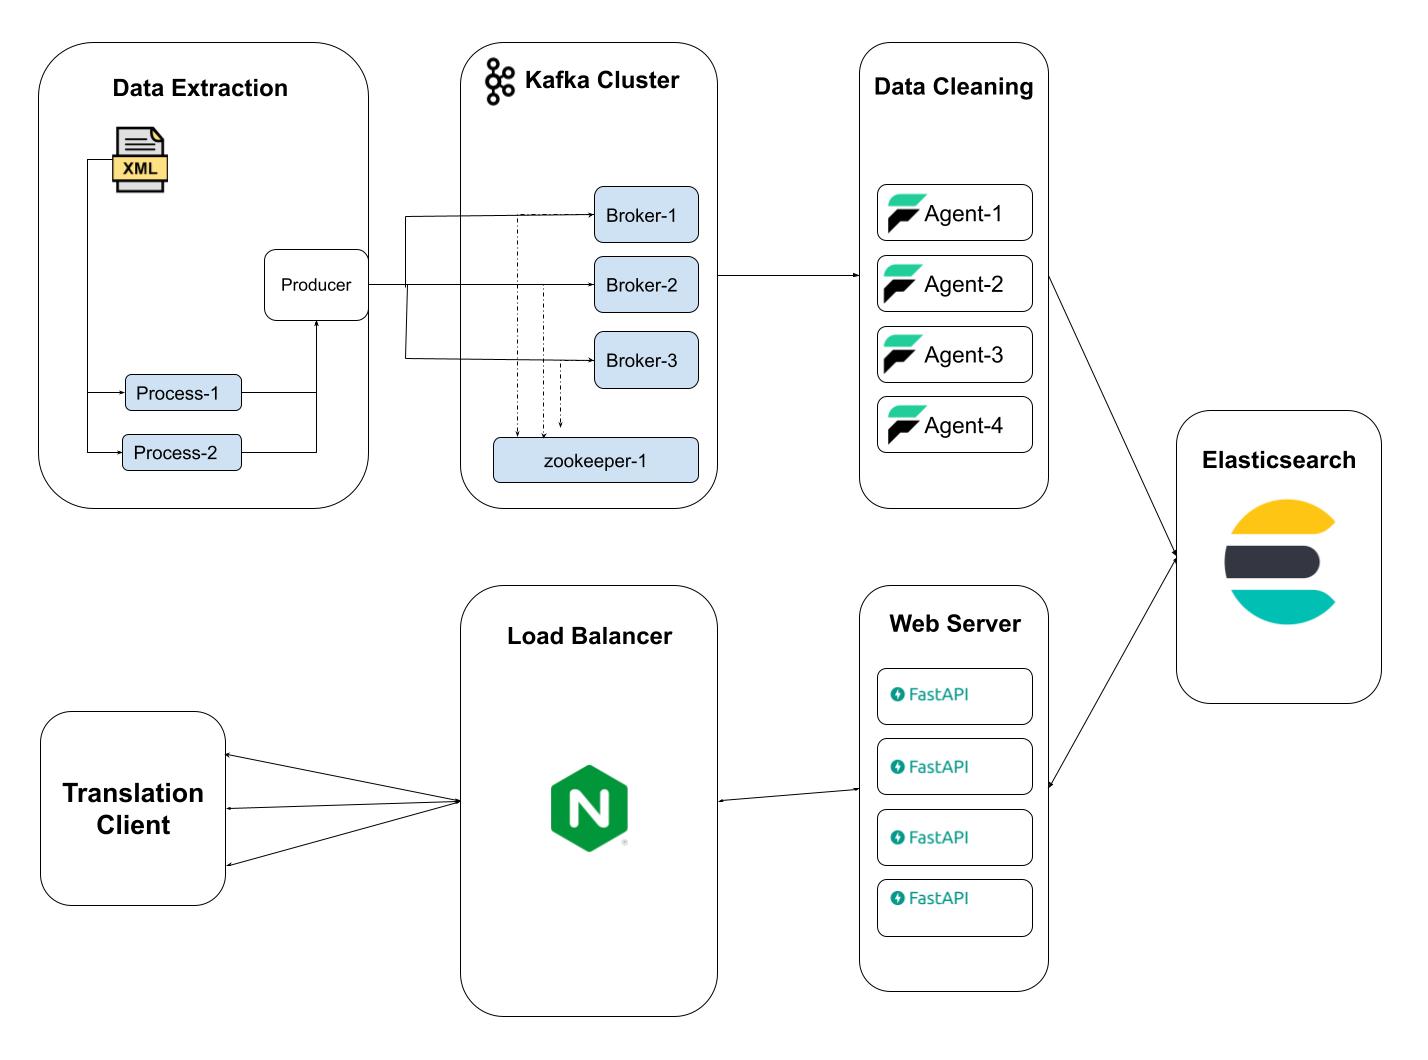 Data Extraction
XML
Producer
Process-1
Process-2
Kafka Cluster
Broker-1
Broker-2
Broker-3
zookeeper-1
Data Cleaning
Agent-1
Agent-2
Agent-3
Agent-4
Elasticsearch
Translation
Client
Load Balancer
N
®
Web Server
FastAPI
FastAPI
FastAPI
FastAPI